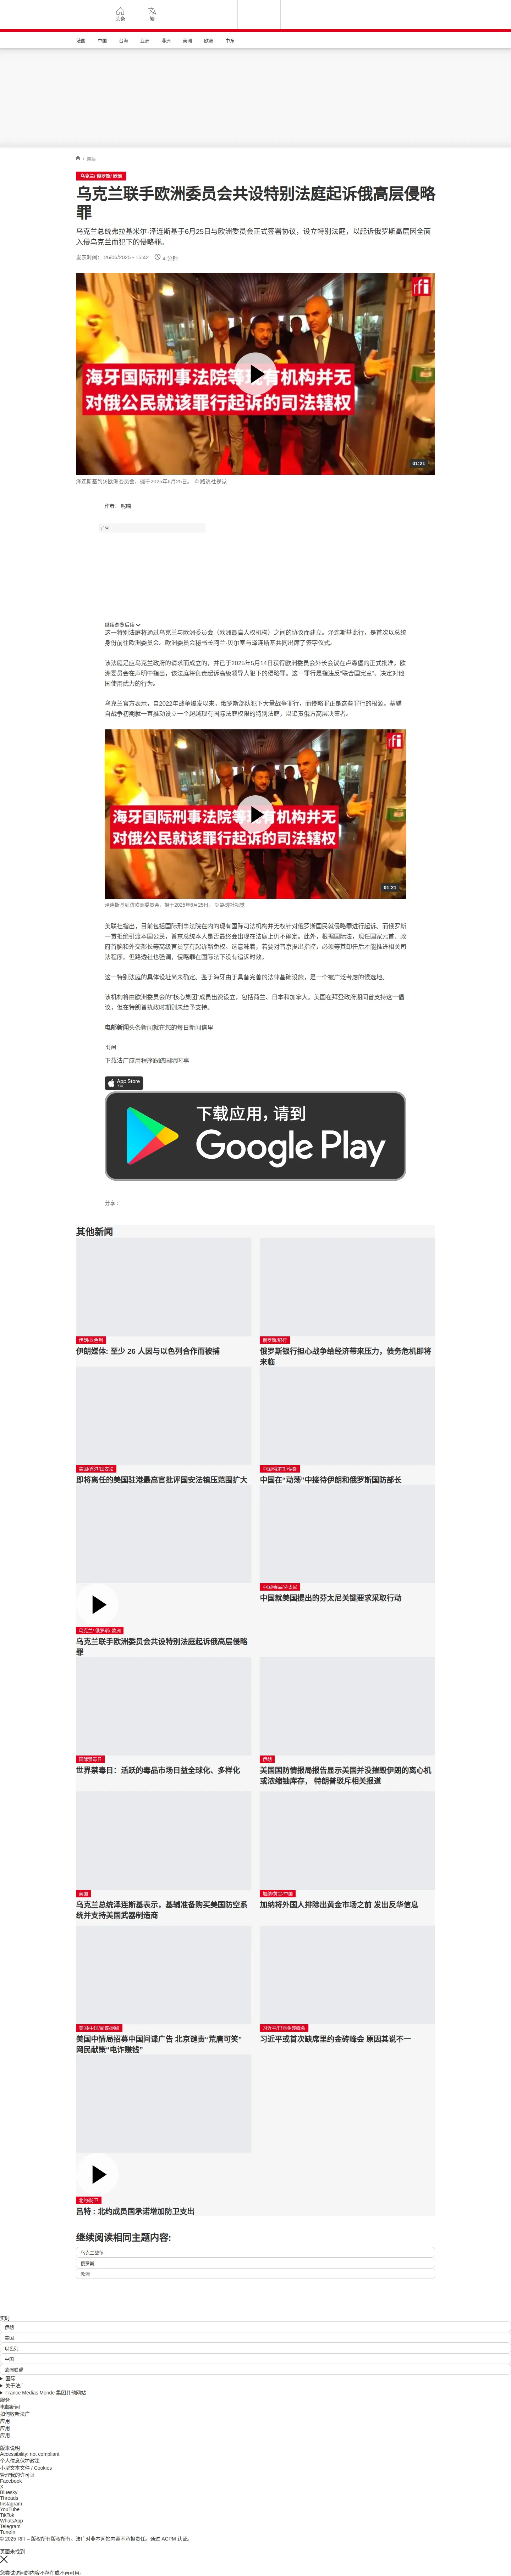 头条
繁
法国
中国
台海
亚洲
非洲
美洲
欧洲
中东
/ 国际
乌克兰/ 俄罗斯/ 欧洲
乌克兰联手欧洲委员会共设特别法庭起诉俄高层侵略
罪
乌克兰总统弗拉基米尔·泽连斯基于6月25日与欧洲委员会正式签署协议，设立特别法庭，以起诉俄罗斯高层因全面
入侵乌克兰而犯下的侵略罪。
发表时间： 26/06/2025 - 15:42
4 分钟
rfi
海牙国际刑事法院等现有机构并无
对俄公民就该罪行起诉的司法辖权
01:21
泽连斯基到访欧洲委员会，摄于2025年6月25日。 © 路透社视觉
作者： 呢喃
广告
继续浏览后续
这一特别法庭将通过乌克兰与欧洲委员会（欧洲最高人权机构）之间的协议而建立。泽连斯基此行，是首次以总统
身份前往欧洲委员会。欧洲委员会秘书长阿兰·贝尔塞与泽连斯基共同出席了签字仪式。
该法庭是应乌克兰政府的请求而成立的，并已于2025年5月14日获得欧洲委员会外长会议在卢森堡的正式批准。欧
洲委员会在声明中指出，该法庭将负责起诉高级领导人犯下的侵略罪。这一罪行是指违反“联合国宪章”、决定对他
国使用武力的行为。
乌克兰官方表示，自2022年战争爆发以来，俄罗斯部队犯下大量战争罪行，而侵略罪正是这些罪行的根源。基辅
自战争初期就一直推动设立一个超越现有国际法庭权限的特别法庭，以追责俄方高层决策者。
rfi
海牙国际刑事法院等现有机构并无
对俄公民就该罪行起诉的司法辖权
01:21
泽连斯基到访欧洲委员会，摄于2025年6月25日。 © 路透社视觉
美联社指出，目前包括国际刑事法院在内的现有国际司法机构并无权针对俄罗斯国民就侵略罪进行起诉。而俄罗斯
一贯拒绝引渡本国公民，普京总统本人是否最终会出现在法庭上仍不确定。此外，根据国际法，现任国家元首、政
府首脑和外交部长等高级官员享有起诉豁免权。这意味着，若要对普京提出指控，必须等其卸任后才能推进相关司
法程序。但路透社也强调，侵略罪在国际法下没有追诉时效。
这一特别法庭的具体设址尚未确定。鉴于海牙由于具备完善的法律基础设施，是一个被广泛考虑的候选地。
该机构将由欧洲委员会的“核心集团”成员出资设立，包括荷兰、日本和加拿大。美国在拜登政府期间曾支持这一倡
议，但在特朗普执政时期则未给予支持。
电邮新闻头条新闻就在您的每日新闻信里
订阅
下载法广应用程序跟踪国际时事
App Store
下载
下载应用，请到
Google Play
分享 :
其他新闻
伊朗/以色列
伊朗媒体: 至少 26 人因与以色列合作而被捕
俄罗斯/银行
俄罗斯银行担心战争给经济带来压力，债务危机即将
来临
美国/香港/国安法
即将离任的美国驻港最高官批评国安法镇压范围扩大
中国/俄罗斯/伊朗
中国在“动荡”中接待伊朗和俄罗斯国防部长
乌克兰/ 俄罗斯/ 欧洲
乌克兰联手欧洲委员会共设特别法庭起诉俄高层侵略
罪
中国/毒品/芬太尼
中国就美国提出的芬太尼关键要求采取行动
国际禁毒日
世界禁毒日：活跃的毒品市场日益全球化、多样化
伊朗
美国国防情报局报告显示美国并没摧毁伊朗的离心机
或浓缩铀库存， 特朗普驳斥相关报道
美国
乌克兰总统泽连斯基表示，基辅准备购买美国防空系
统并支持美国武器制造商
加纳/黄金/中国
加纳将外国人排除出黄金市场之前 发出反华信息
美国/中国/间谍/网络
美国中情局招募中国间谍广告 北京谴责“荒唐可笑”
网民献策“电诈赚钱”
习近平/巴西金砖峰会
习近平或首次缺席里约金砖峰会 原因其说不一
北约/防卫
吕特 : 北约成员国承诺增加防卫支出
继续阅读相同主题内容:
乌克兰战争
俄罗斯
欧洲
实时
伊朗
美国
以色列
中国
欧洲联盟
国际
关于法广
France Médias Monde 集团其他网站
服务
电邮新闻
如何收听法广
应用
应用
应用
版本说明
Accessibility: not compliant
个人信息保护政策
小型文本文件 / Cookies
管理我的许可证
Facebook
X
Bluesky
Threads
Instagram
YouTube
TikTok
WhatsApp
Telegram
TuneIn
© 2025 RFI – 版权所有版权所有。法广对非本网站内容不承担责任。通过 ACPM 认证。
页面未找到
您尝试访问的内容不存在或不再可用。